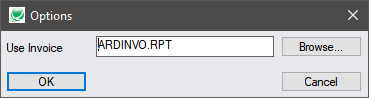 Options
Use Invoice ARDINVO.RPT Browse...
OK Cancel